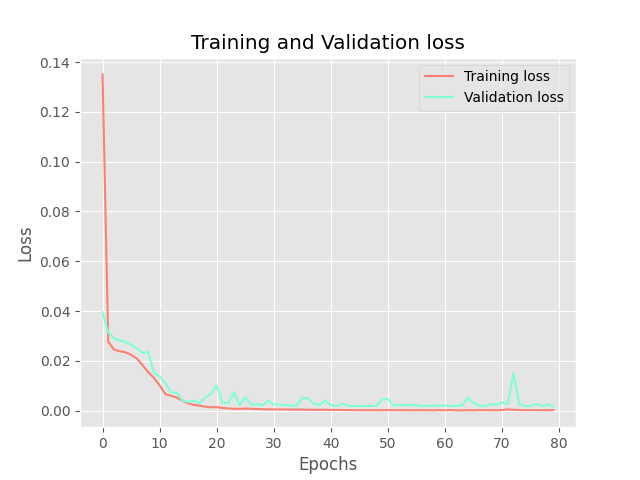 Training and Validation loss
Training loss
Validation loss
0.14
0.12
0.10
0.08
0.06
0.04
0.02
0.00
Loss
0 10 20 30 40 50 60 70 80
Epochs